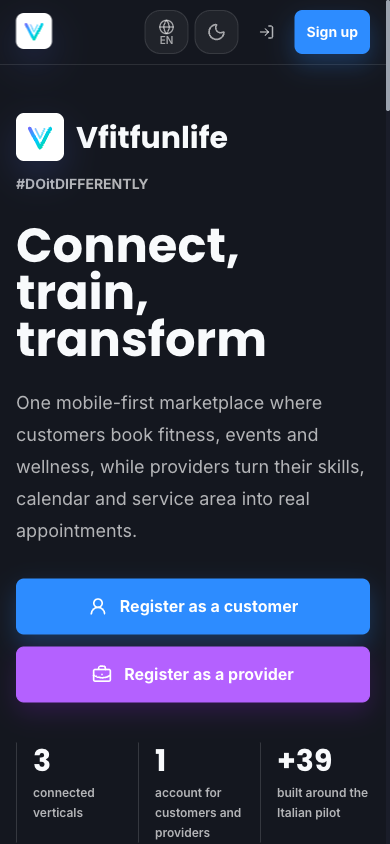 EN
Sign up
Vfitfunlife
#DOitDIFFERENTLY
Connect,
train,
transform
One mobile-first marketplace where
customers book fitness, events and
wellness, while providers turn their skills,
calendar and service area into real
appointments.
Register as a customer
Register as a provider
3
connected
verticals
1
account for
customers and
providers
+39
built around the
Italian pilot